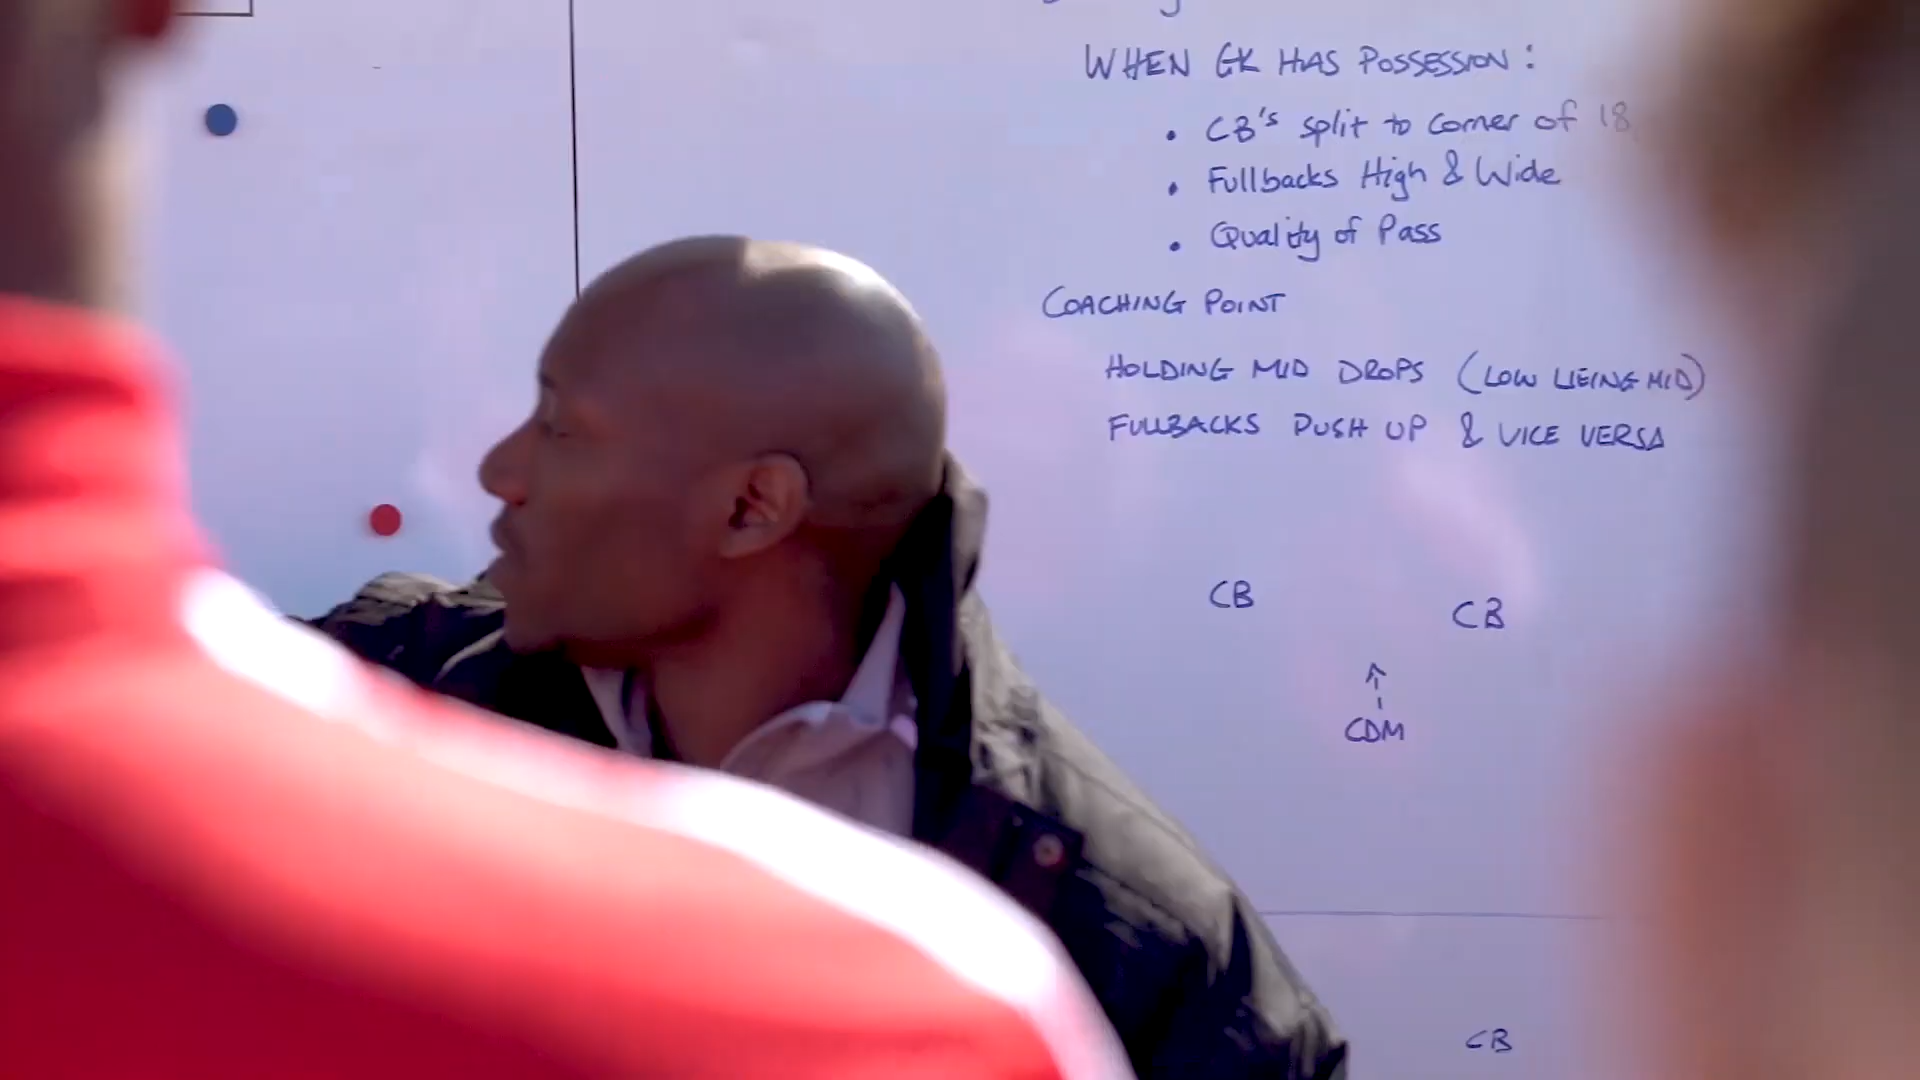 WHEN GK HAS POSSESSION:
• CB's split to corner of 18
• Fullbacks High & Wide
• Quality of Pass
COACHING POINT
HOLDING MID DROPS (LOW LIEING MID)
FULLBACKS PUSH UP & VICE VERSA
CB CB
CDM
CB